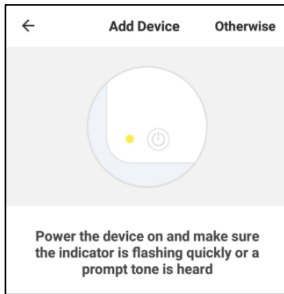 Add Device Otherwise
Power the device on and make sure
the indicator is flashing quickly or a
prompt tone is heard